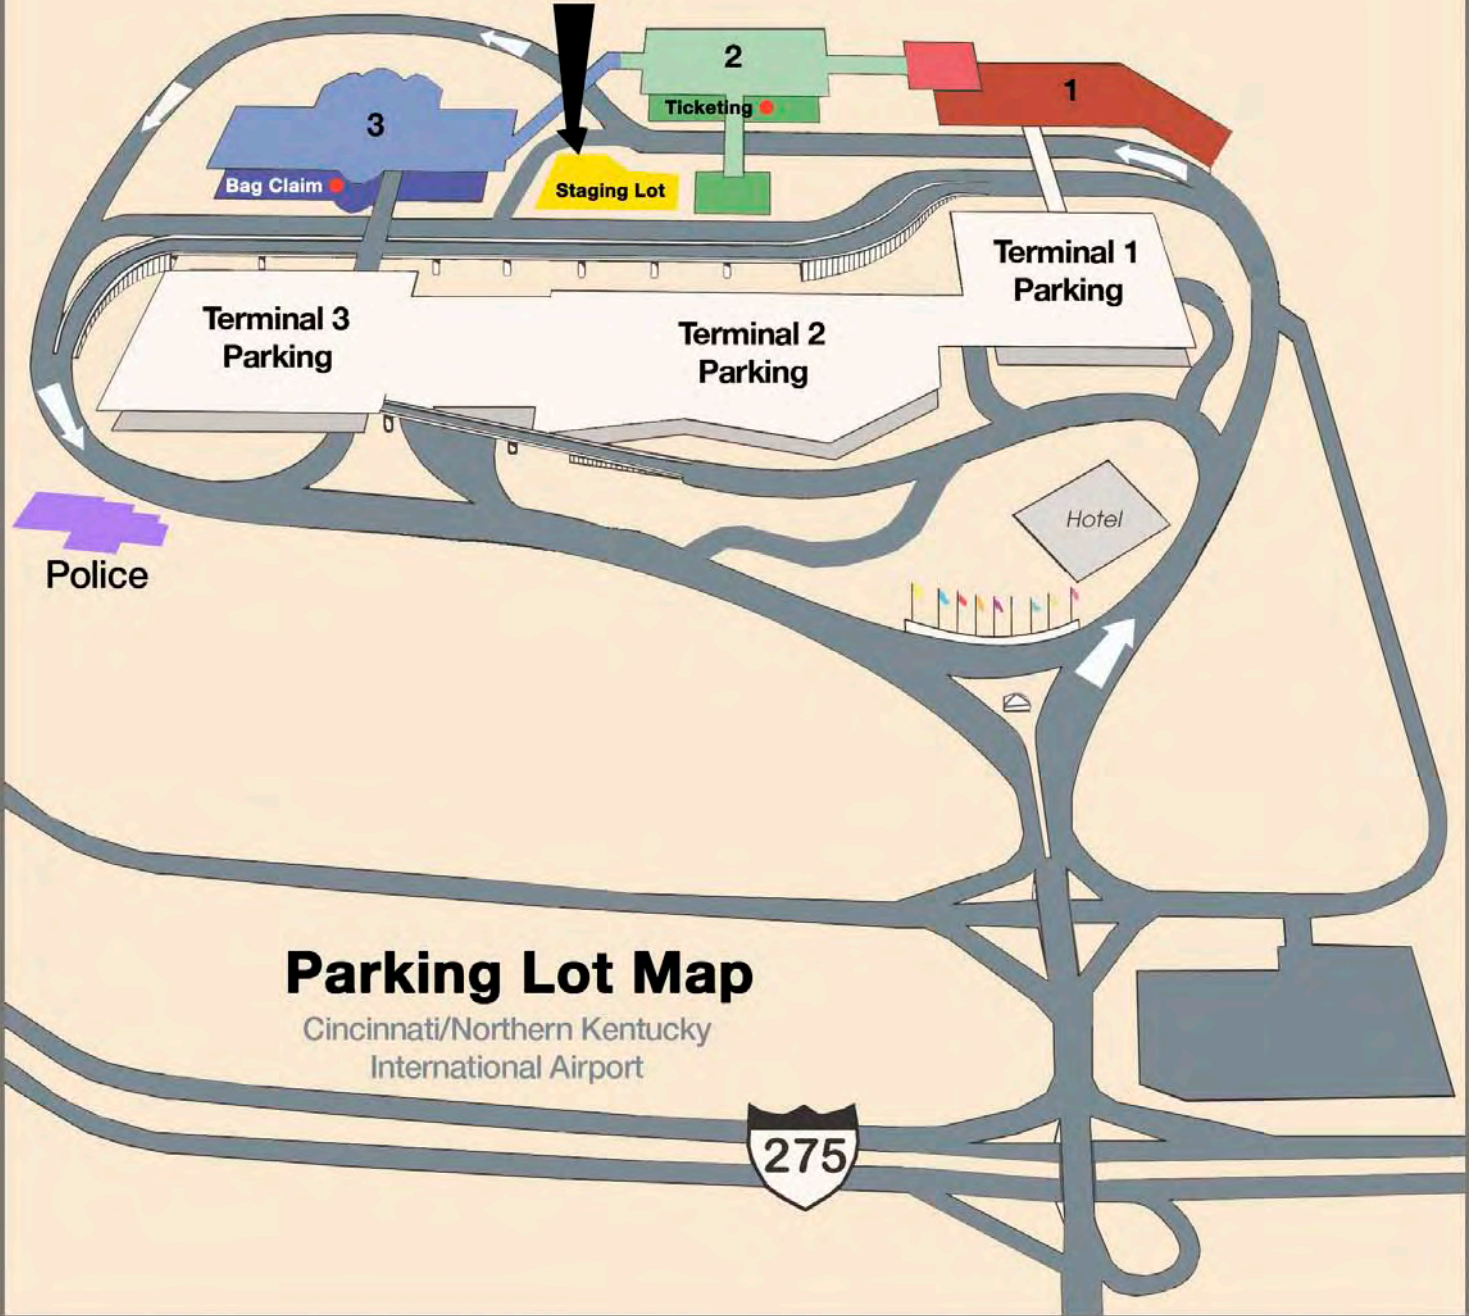 2
1
Ticketing
3
Bag Claim
Staging Lot
Terminal 1
Parking
Terminal 3
Parking
Terminal 2
Parking
Hotel
Police
Parking Lot Map
Cincinnati/Northern Kentucky
International Airport
275